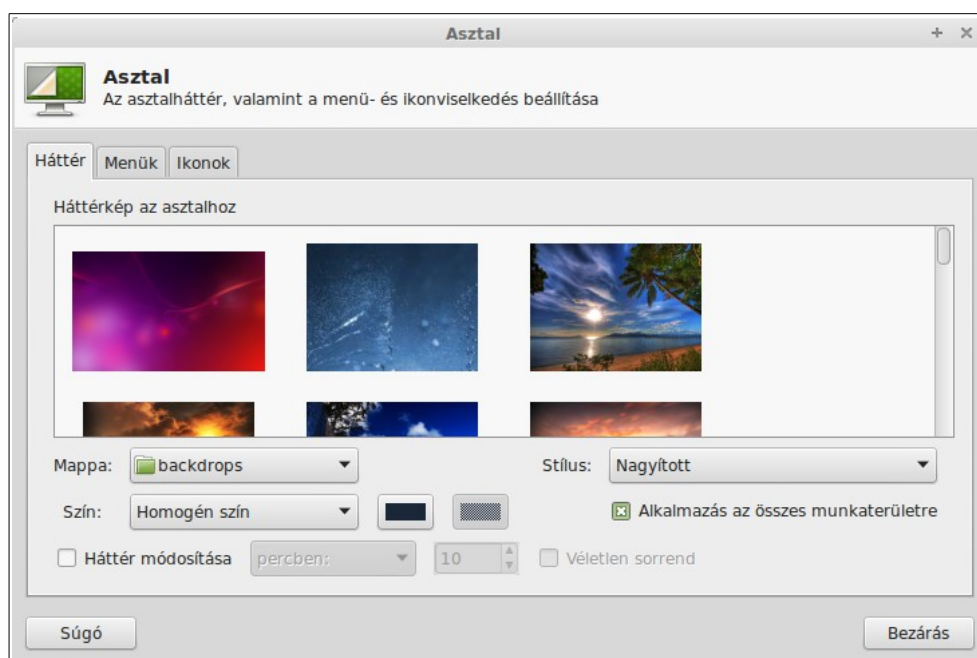 Asztal
Asztal
Az asztalháttér, valamint a menü- és ikonviselkedés beállítása
Háttér Menük Ikonok
Háttérkép az asztalhoz
Mappa: backdrops Stílus: Nagyított
Szín: Homogén szín Alkalmazás az összes munkaterületre
Háttér módosítása percben: 10 Véletlen sorrend
Súgó Bezárás